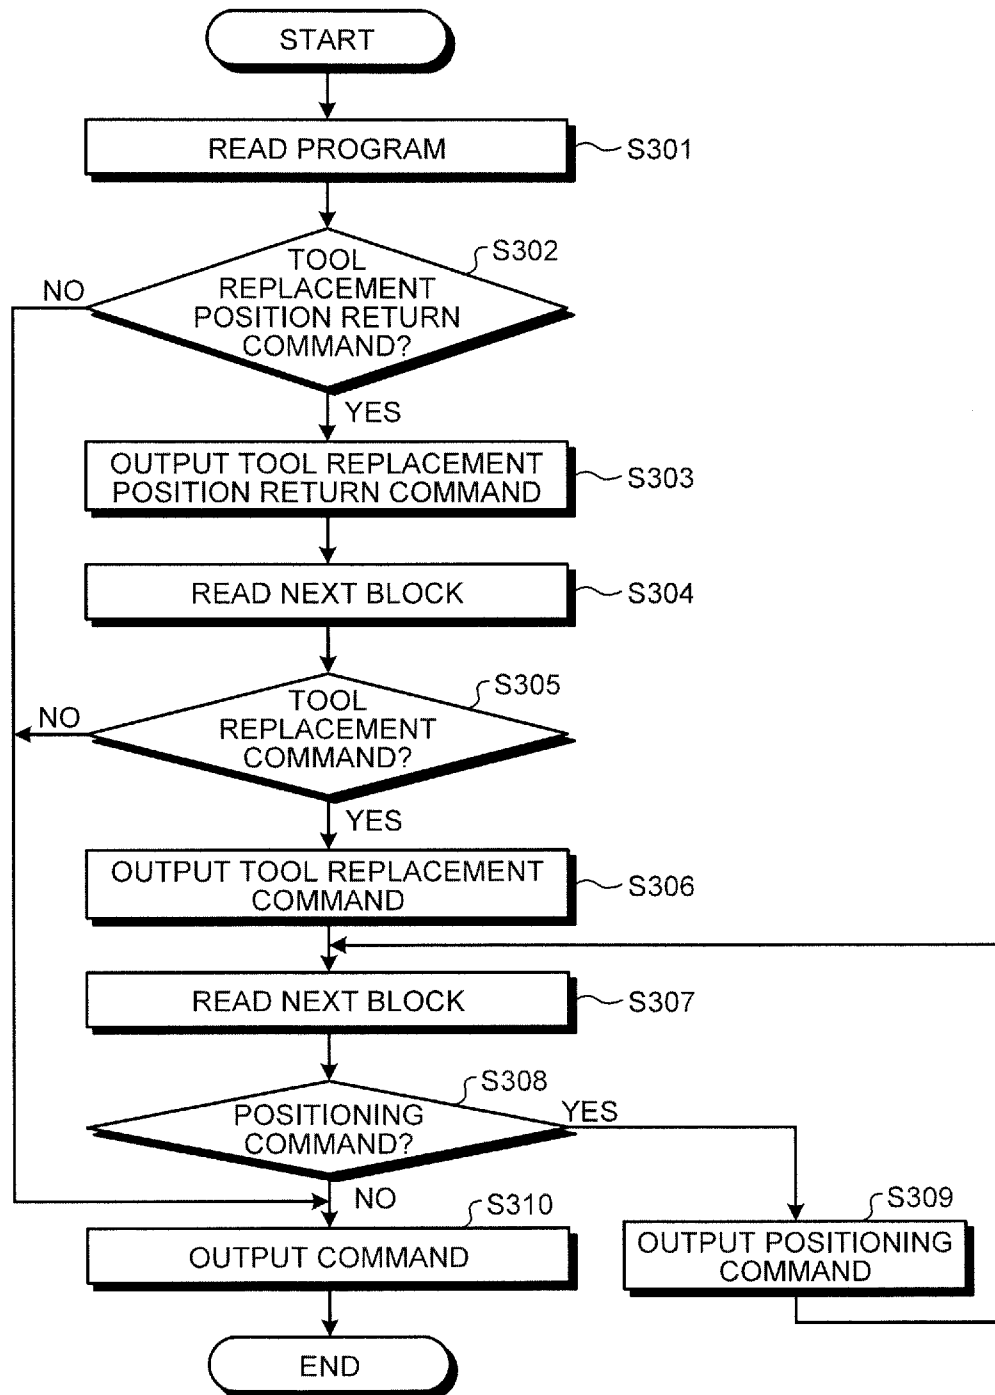 START
READ PROGRAM
S301
TOOL
REPLACEMENT
POSITION RETURN
COMMAND?
S302
NO
YES
OUTPUT TOOL REPLACEMENT
POSITION RETURN COMMAND
S303
READ NEXT BLOCK
S304
TOOL
REPLACEMENT
COMMAND?
S305
NO
YES
OUTPUT TOOL REPLACEMENT
COMMAND
S306
READ NEXT BLOCK
S307
POSITIONING
COMMAND?
S308
YES
NO
S310
OUTPUT COMMAND
S309
OUTPUT POSITIONING
COMMAND
END